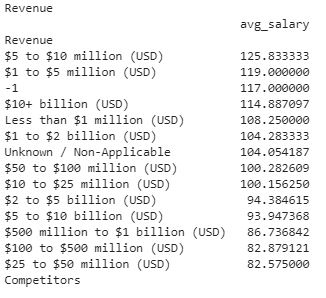 Revenue
avg_salary
Revenue
$5 to $10 million (USD) 125.833333
$1 to $5 million (USD) 119.000000
-1 117.000000
$10+ billion (USD) 114.887097
Less than $1 million (USD) 108.250000
$1 to $2 billion (USD) 104.283333
Unknown / Non-Applicable 104.054187
$50 to $100 million (USD) 100.282609
$10 to $25 million (USD) 100.156250
$2 to $5 billion (USD) 94.384615
$5 to $10 billion (USD) 93.947368
$500 million to $1 billion (USD) 86.736842
$100 to $500 million (USD) 82.879121
$25 to $50 million (USD) 82.575000
Competitors